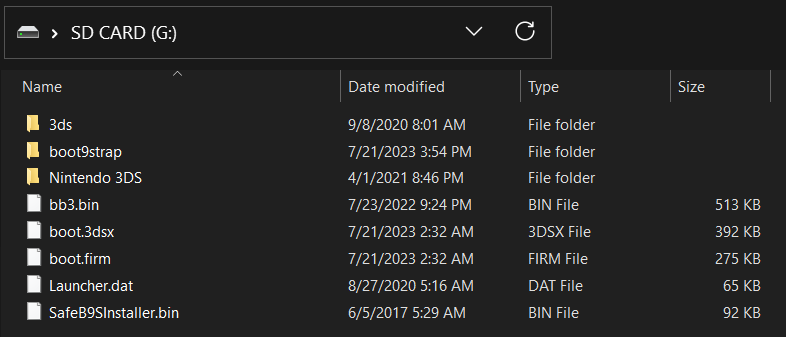 SD CARD (G:)
Name Date modified Type Size
3ds 9/8/2020 8:01 AM File folder
boot9strap 7/21/2023 3:54 PM File folder
Nintendo 3DS 4/1/2021 8:46 PM File folder
bb3.bin 7/23/2022 9:24 PM BIN File 513 KB
boot.3dsx 7/21/2023 2:32 AM 3DSX File 392 KB
boot.firm 7/21/2023 2:32 AM FIRM File 275 KB
Launcher.dat 8/27/2020 5:16 AM DAT File 65 KB
SafeB9SInstaller.bin 6/5/2017 5:29 AM BIN File 92 KB